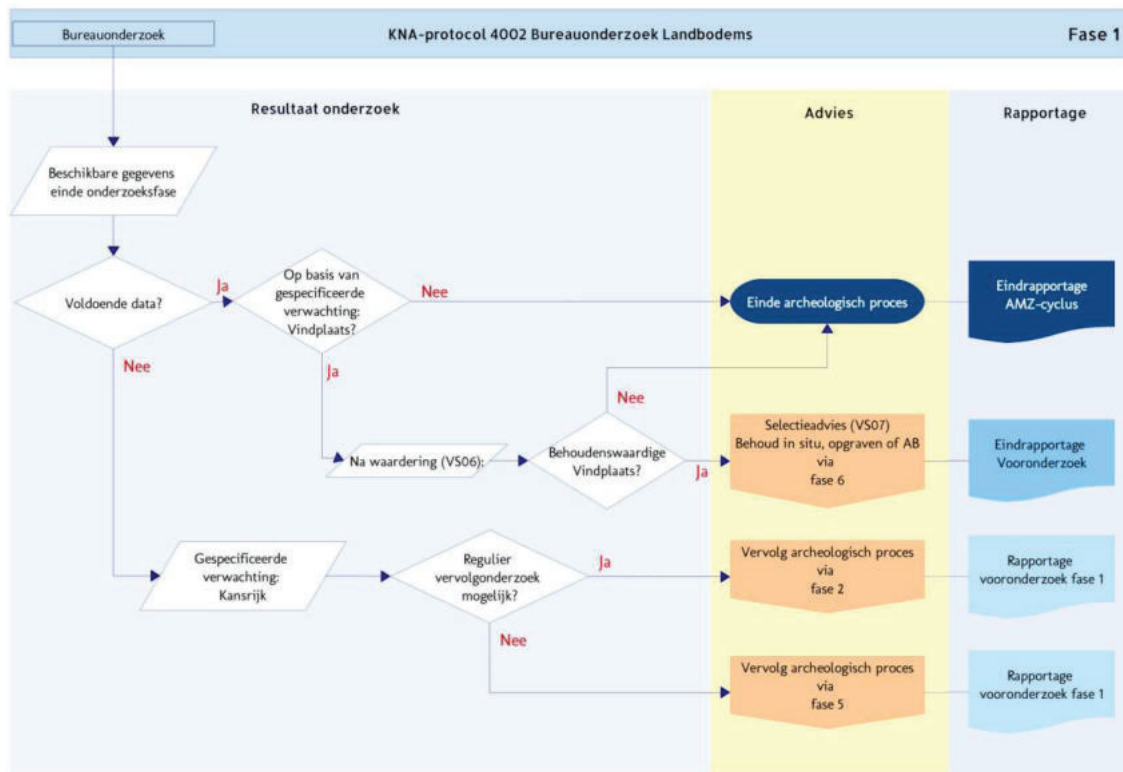 Bureauonderzoek
KNA-protocol 4002 Bureauonderzoek Landbodems
Fase 1
Resultaat onderzoek
Advies
Rapportage
Beschikbare gegevens
einde onderzoeksfase
Voldoende data?
Ja
Nee
Op basis van
gespecificeerde
verwachting:
Vindplaats?
Nee
Ja
Einde archeologisch proces
Eindrapportage
AMZ-cyclus
Na waardering (VS06):
Behoudenswaardige
Vindplaats?
Nee
Ja
Selectieadvies (VS07)
Behoud in situ, opgraven of AB
via
fase 6
Eindrapportage
Vooronderzoek
Gespecificeerde
verwachting:
Kansrijk
Regulier
vervolgonderzoek
mogelijk?
Ja
Nee
Vervolg archeologisch proces
via
fase 2
Rapportage
vooronderzoek fase 1
Vervolg archeologisch proces
via
fase 5
Rapportage
vooronderzoek fase 1